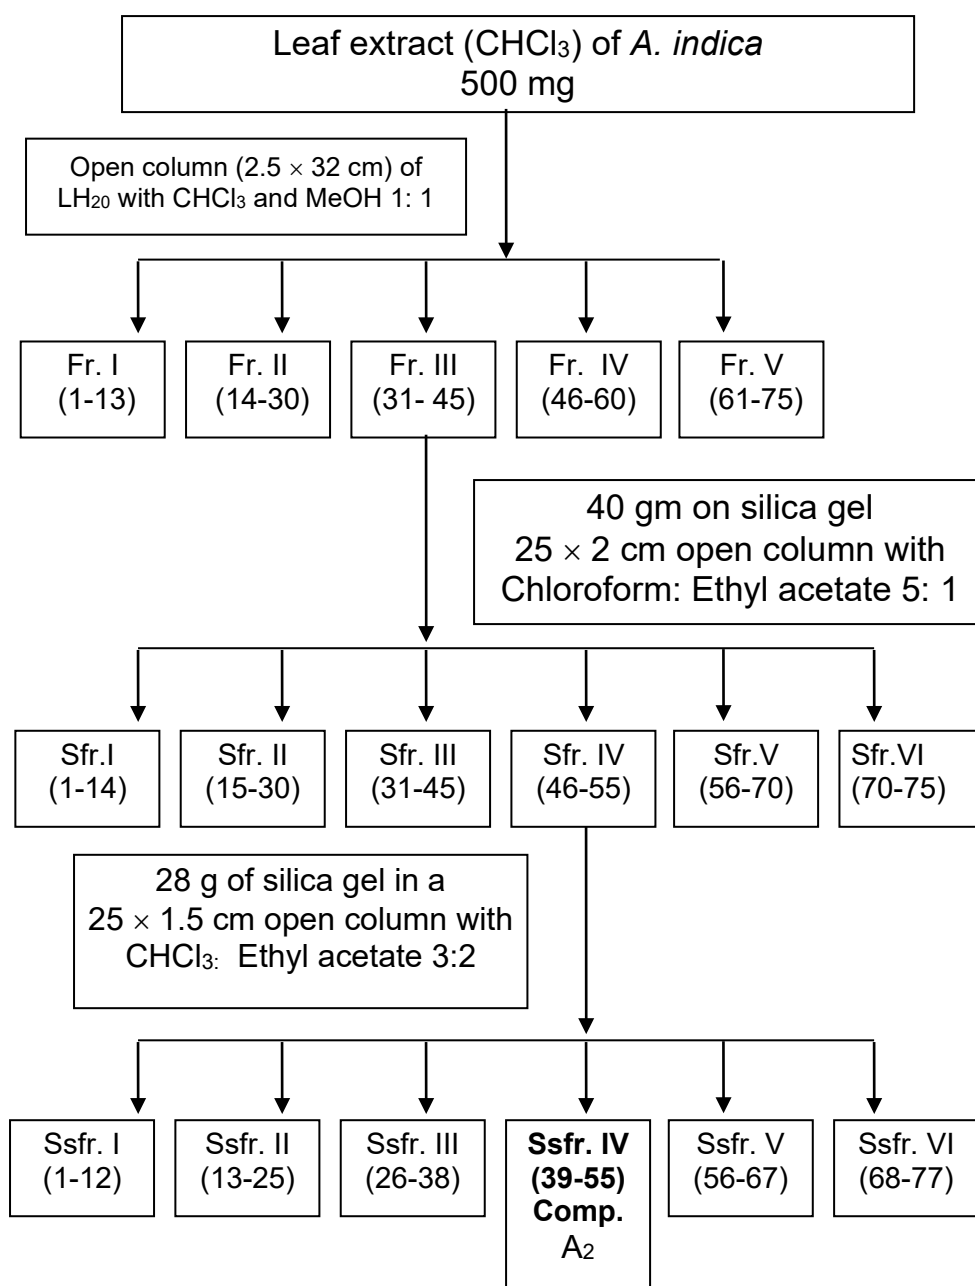 Leaf extract (CHCl₃) of A. indica
500 mg
Open column (2.5 × 32 cm) of
LH₂₀ with CHCl₃ and MeOH 1: 1
Fr. I
(1-13)
Fr. II
(14-30)
Fr. III
(31- 45)
Fr. IV
(46-60)
Fr. V
(61-75)
40 gm on silica gel
25 × 2 cm open column with
Chloroform: Ethyl acetate 5: 1
Sfr.I
(1-14)
Sfr. II
(15-30)
Sfr. III
(31-45)
Sfr. IV
(46-55)
Sfr.V
(56-70)
Sfr.VI
(70-75)
28 g of silica gel in a
25 × 1.5 cm open column with
CHCl₃: Ethyl acetate 3:2
Ssfr. I
(1-12)
Ssfr. II
(13-25)
Ssfr. III
(26-38)
Ssfr. IV
(39-55)
Comp.
A₂
Ssfr. V
(56-67)
Ssfr. VI
(68-77)